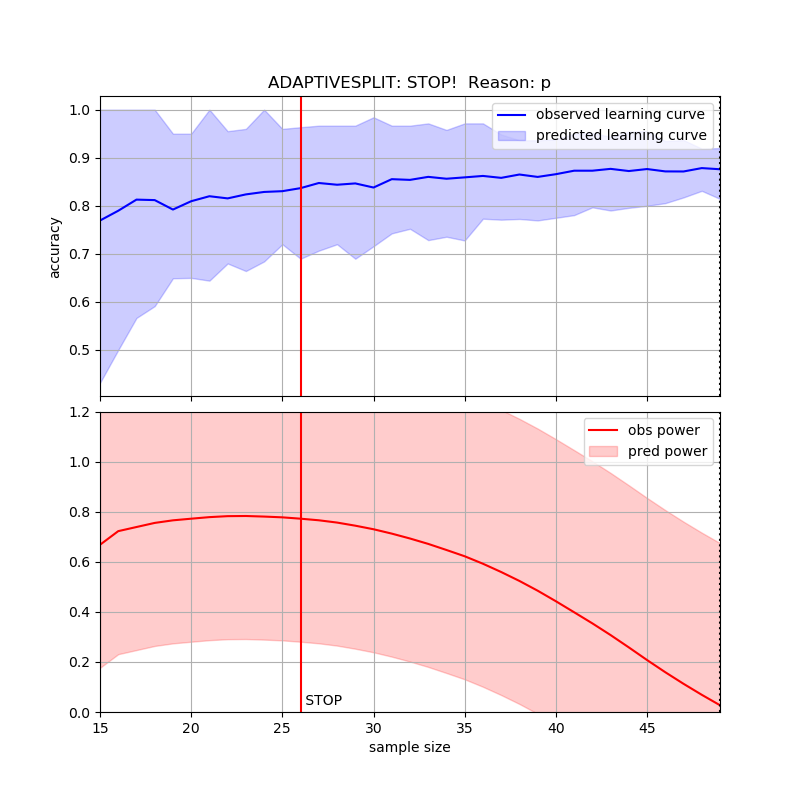 ADAPTIVESPLIT: STOP!  Reason: p
observed learning curve
predicted learning curve
1.0
0.9
0.8
0.7
0.6
0.5
accuracy
obs power
pred power
1.2
1.0
0.8
0.6
0.4
0.2
0.0
STOP
15 20 25 30 35 40 45
sample size